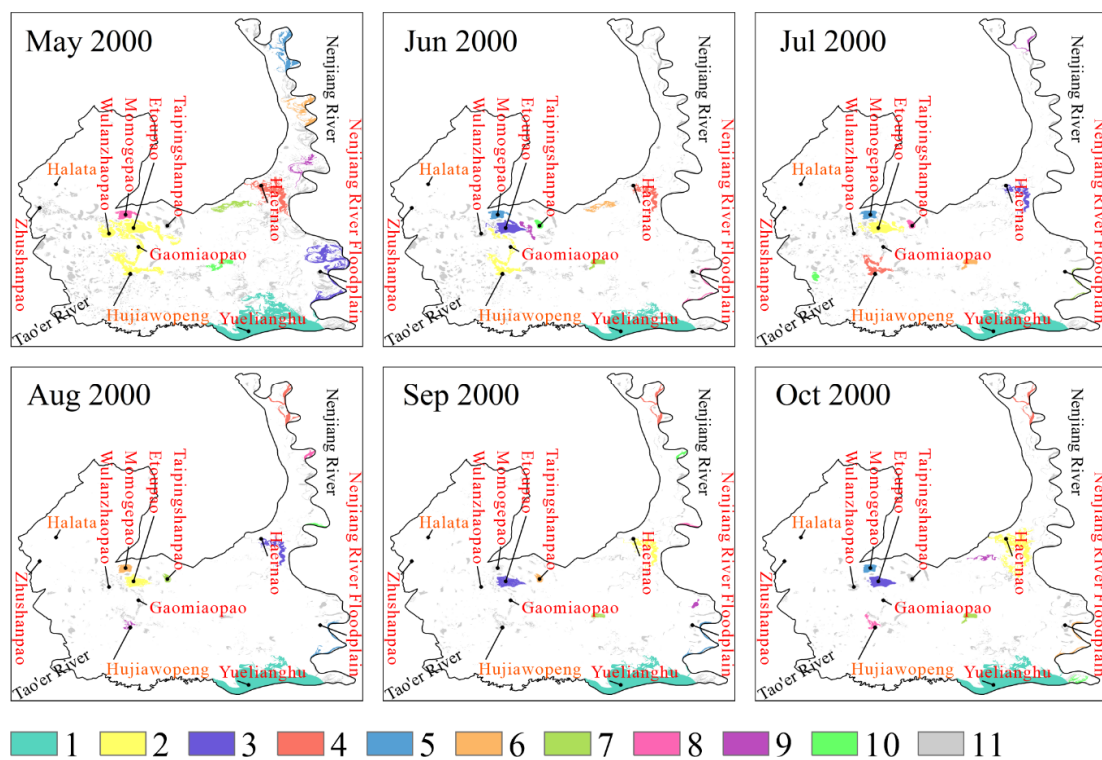 May 2000
Nenjiang River
Taipingshanpao
Etoupao
Momogepao
Wulanzhaopao
Halata
Haernao
Zhushanpao
Gaomiaopao
Nenjiang River Floodplain
Tao'er River
Hujiawopeng
Yuelianghu
Jun 2000
Nenjiang River
Taipingshanpao
Etoupao
Momogepao
Wulanzhaopao
Halata
Haernao
Zhushanpao
Gaomiaopao
Nenjiang River Floodplain
Tao'er River
Hujiawopeng
Yuelianghu
Jul 2000
Nenjiang River
Taipingshanpao
Etoupao
Momogepao
Wulanzhaopao
Halata
Haernao
Zhushanpao
Gaomiaopao
Nenjiang River Floodplain
Tao'er River
Hujiawopeng
Yuelianghu
Aug 2000
Nenjiang River
Taipingshanpao
Etoupao
Momogepao
Wulanzhaopao
Halata
Haernao
Zhushanpao
Gaomiaopao
Nenjiang River Floodplain
Tao'er River
Hujiawopeng
Yuelianghu
Sep 2000
Nenjiang River
Taipingshanpao
Etoupao
Momogepao
Wulanzhaopao
Halata
Haernao
Zhushanpao
Gaomiaopao
Nenjiang River Floodplain
Tao'er River
Hujiawopeng
Yuelianghu
Oct 2000
Nenjiang River
Taipingshanpao
Etoupao
Momogepao
Wulanzhaopao
Halata
Haernao
Zhushanpao
Gaomiaopao
Nenjiang River Floodplain
Tao'er River
Hujiawopeng
Yuelianghu
1 2 3 4 5 6 7 8 9 10 11